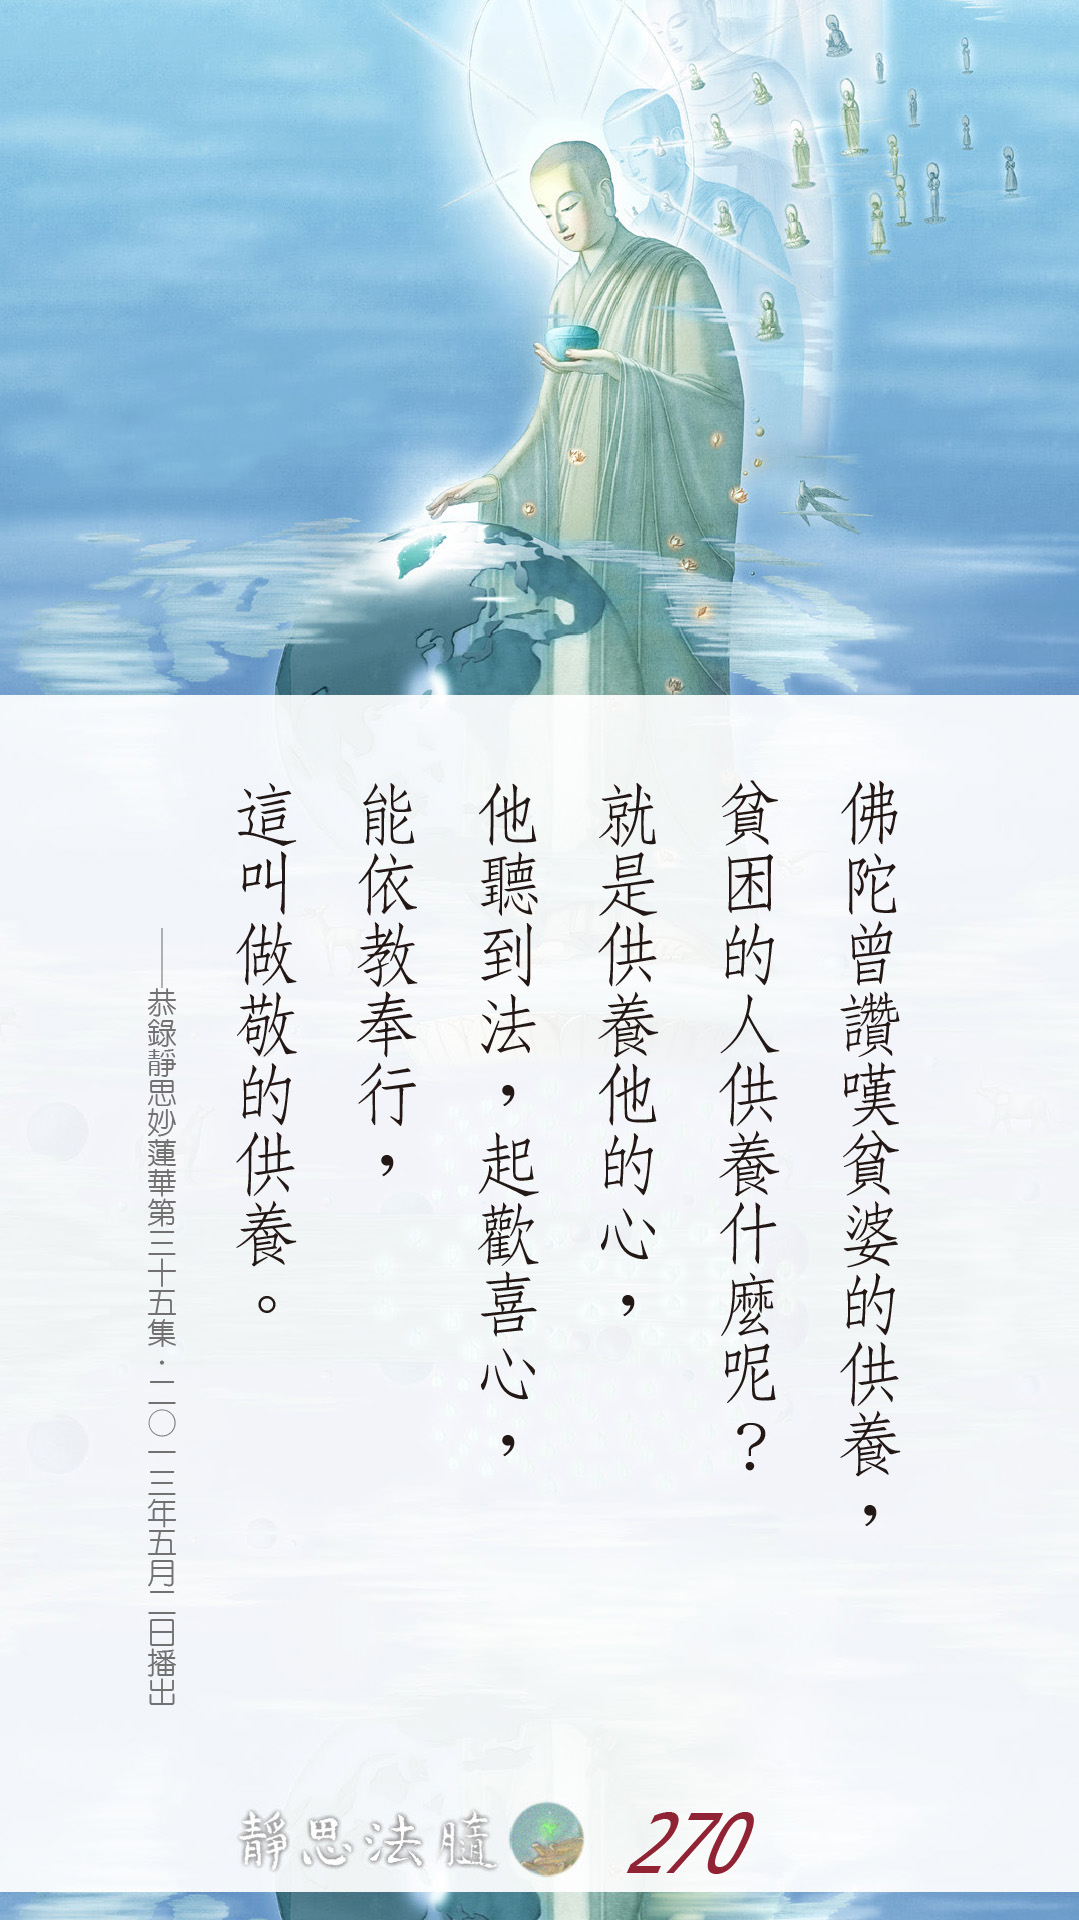 佛陀曾讚嘆貧婆的供養，
貧困的人供養什麼呢？
就是供養他的心，
他聽到法，起歡喜心，
能依教奉行，
這叫做敬的供養。
──恭錄靜思妙蓮華第三十五集．二〇一三年五月二日播出
靜思法髓
270